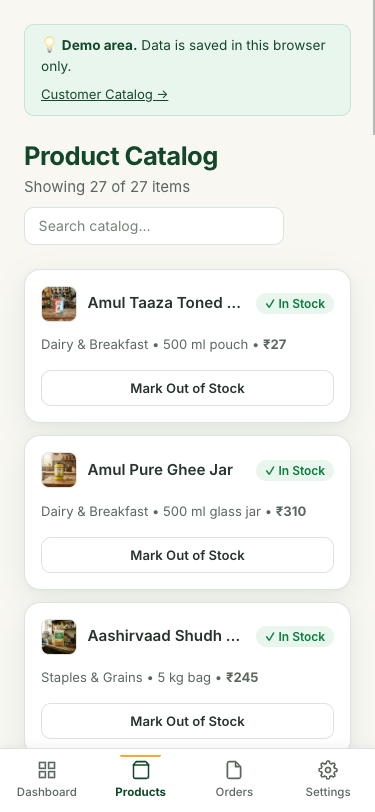 💡 Demo area. Data is saved in this browser
only.
Customer Catalog →
Product Catalog
Showing 27 of 27 items
Search catalog...
Amul Taaza Toned ...
✓ In Stock
Dairy & Breakfast • 500 ml pouch • ₹27
Mark Out of Stock
Amul Pure Ghee Jar
✓ In Stock
Dairy & Breakfast • 500 ml glass jar • ₹310
Mark Out of Stock
Aashirvaad Shudh ...
✓ In Stock
Staples & Grains • 5 kg bag • ₹245
Mark Out of Stock
Dashboard
Products
Orders
Settings